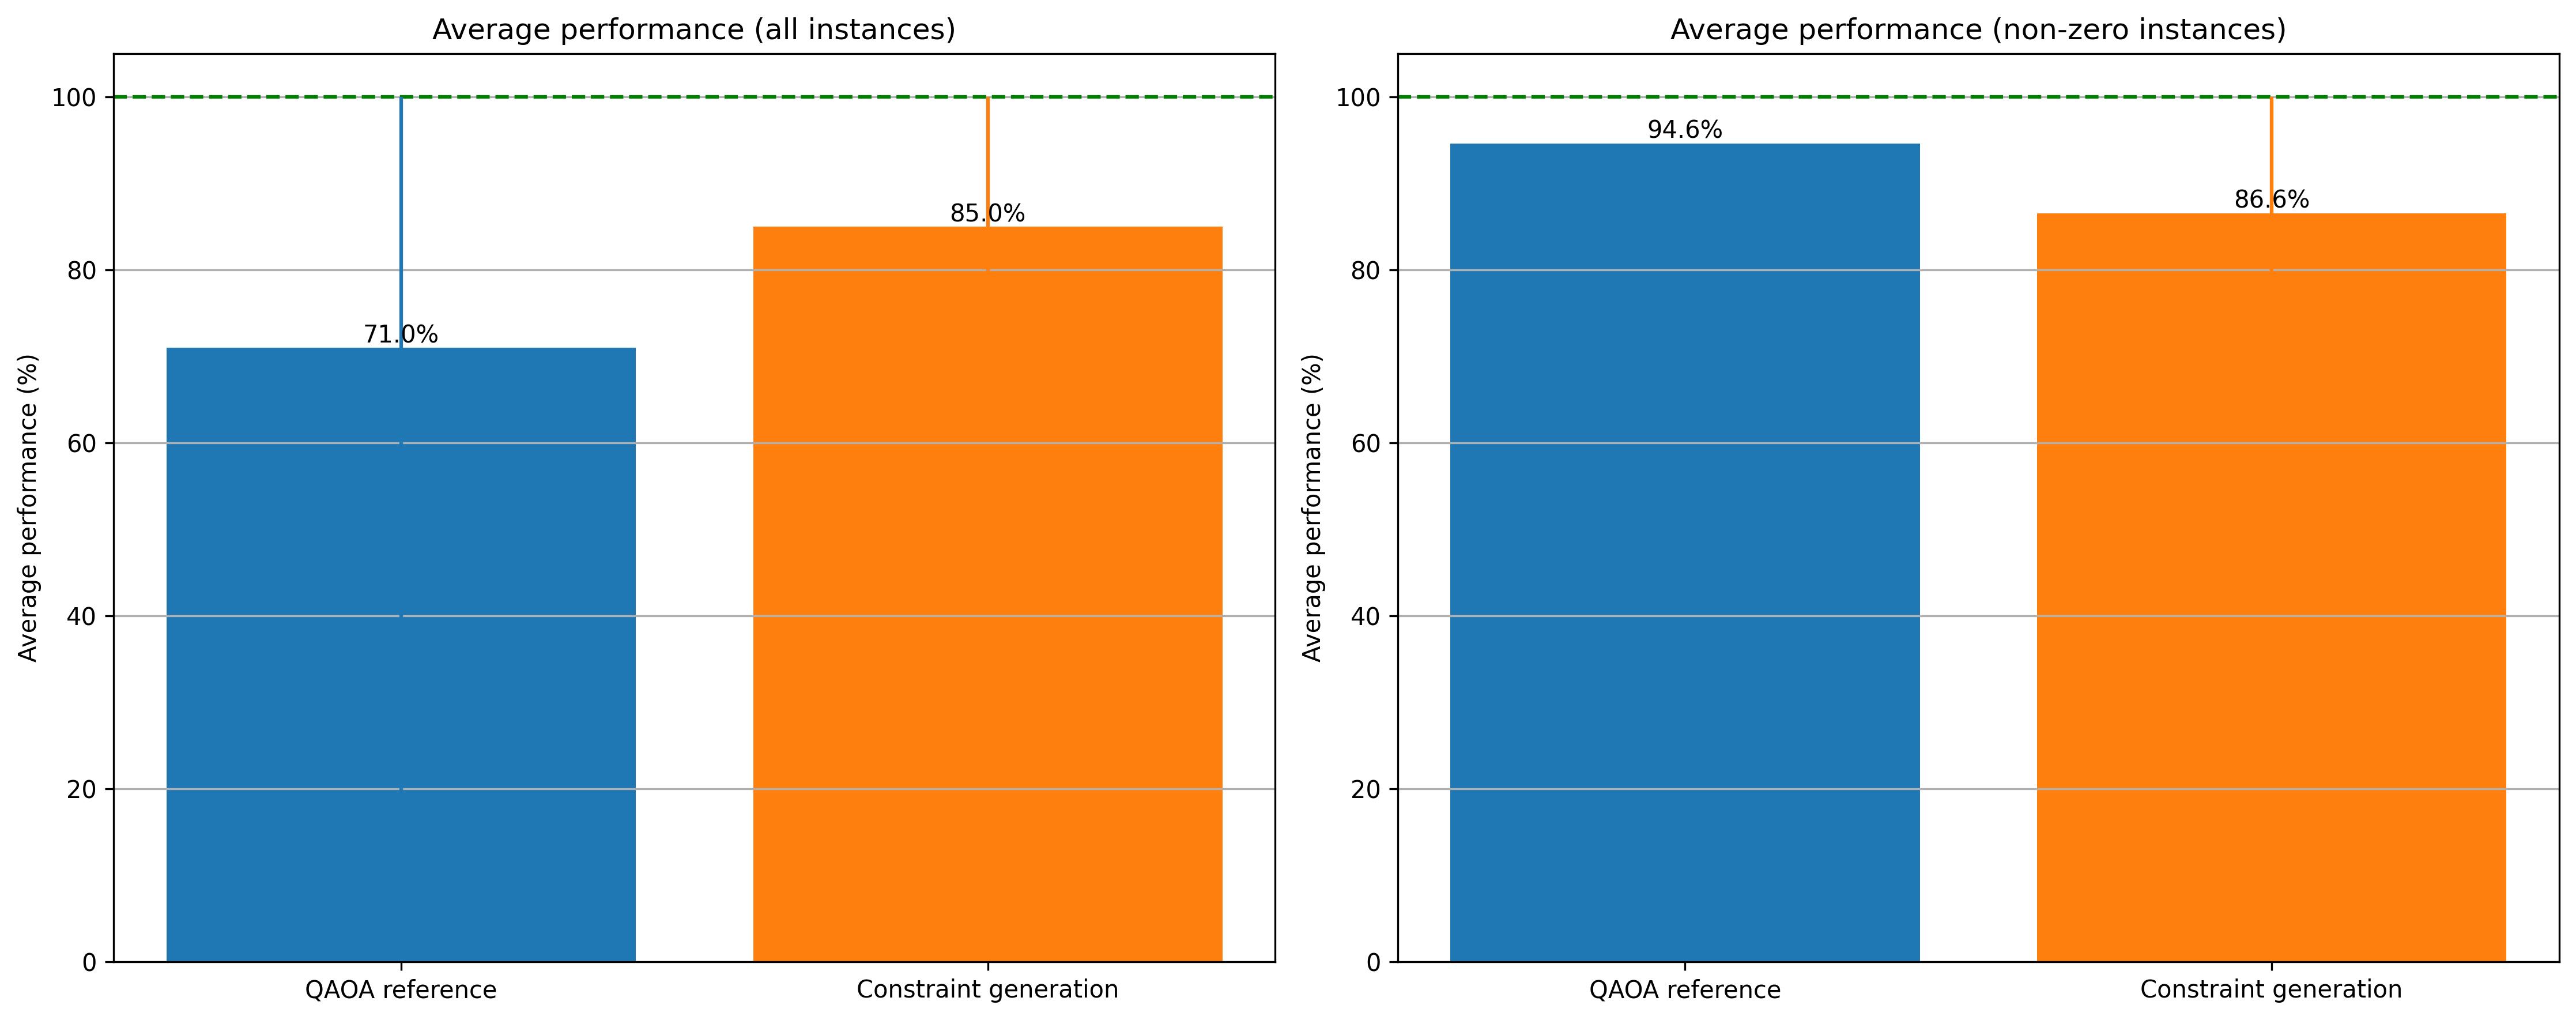 Average performance (all instances)
Average performance (%)
100
80
60
40
20
0
71.0%
85.0%
QAOA reference
Constraint generation
Average performance (non-zero instances)
Average performance (%)
100
80
60
40
20
0
94.6%
86.6%
QAOA reference
Constraint generation